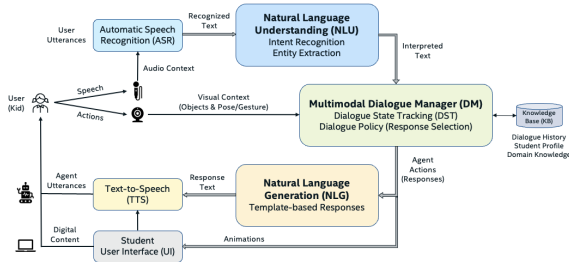 User
Utterances
Automatic Speech
Recognition (ASR)
Recognized
Text
Natural Language
Understanding (NLU)
Intent Recognition
Entity Extraction
Interpreted
Text
Audio Context
User
(Kid)
Speech
Actions
Visual Context
(Objects & Pose/Gesture)
Multimodal Dialogue Manager (DM)
Dialogue State Tracking (DST)
Dialogue Policy (Response Selection)
Knowledge
Base (KB)
Dialogue History
Student Profile
Domain Knowledge
Agent
Utterances
Text-to-Speech
(TTS)
Response
Text
Natural Language
Generation (NLG)
Template-based Responses
Agent
Actions
(Responses)
Digital
Content
Student
User Interface (UI)
Animations